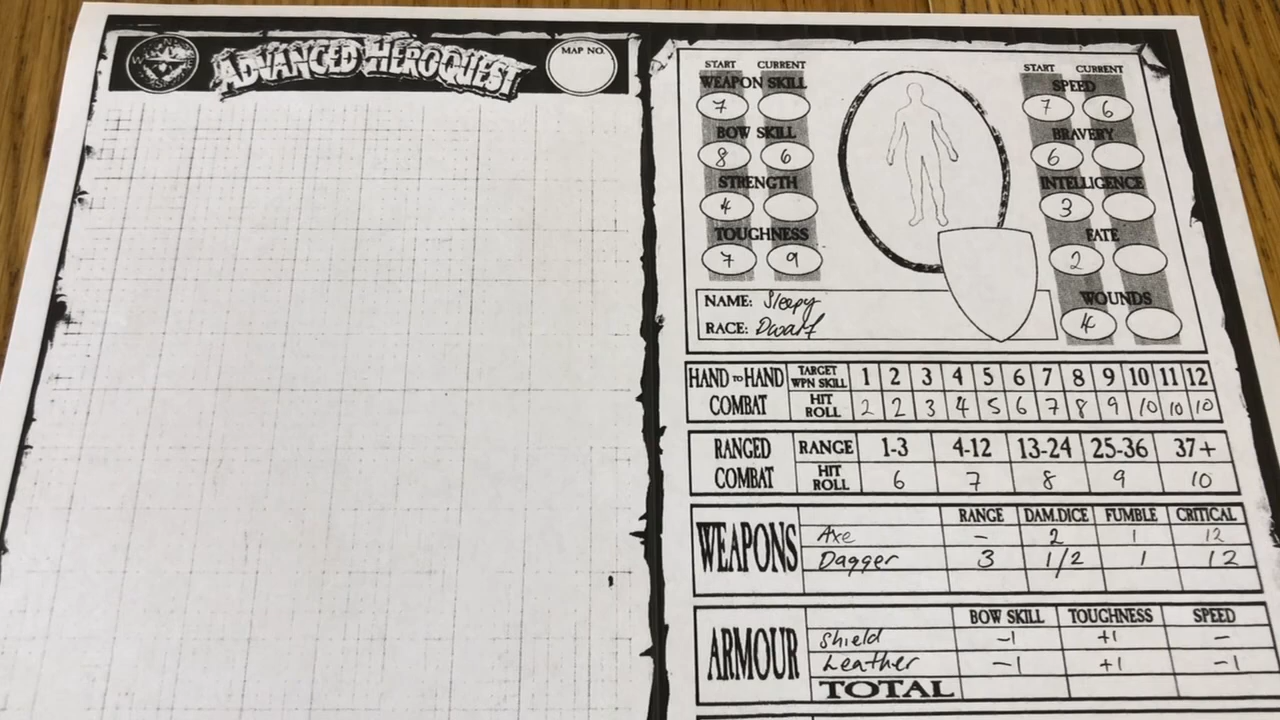 ADVANCED HEROQUEST
MAP NO.
START CURRENT
WEAPON SKILL
7
BOW SKILL
8 6
STRENGTH
4
TOUGHNESS
7 9
START CURRENT
SPEED
7 6
BRAVERY
6
INTELLIGENCE
3
FATE
2
WOUNDS
4
NAME: Sleepy
RACE: Dwarf
HAND TO HAND COMBAT
TARGET WPN SKILL 1 2 3 4 5 6 7 8 9 10 11 12
HIT ROLL 2 2 3 4 5 6 7 8 9 10 10 10
RANGED COMBAT
RANGE 1-3 4-12 13-24 25-36 37+
HIT ROLL 6 7 8 9 10
WEAPONS
RANGE DAM.DICE FUMBLE CRITICAL
Axe - 2 1 12
Dagger 3 1/2 1 12
ARMOUR
BOW SKILL TOUGHNESS SPEED
Shield -1 +1 -
Leather -1 +1 -1
TOTAL